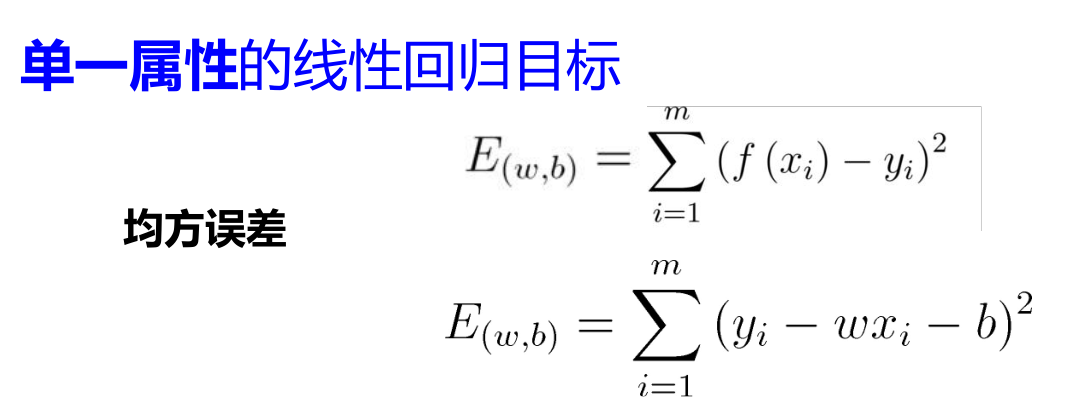 单一属性的线性回归目标
E_{(w,b)} = \sum_{i=1}^{m} (f(x_i) - y_i)^2
均方误差
E_{(w,b)} = \sum_{i=1}^{m} (y_i - wx_i - b)^2